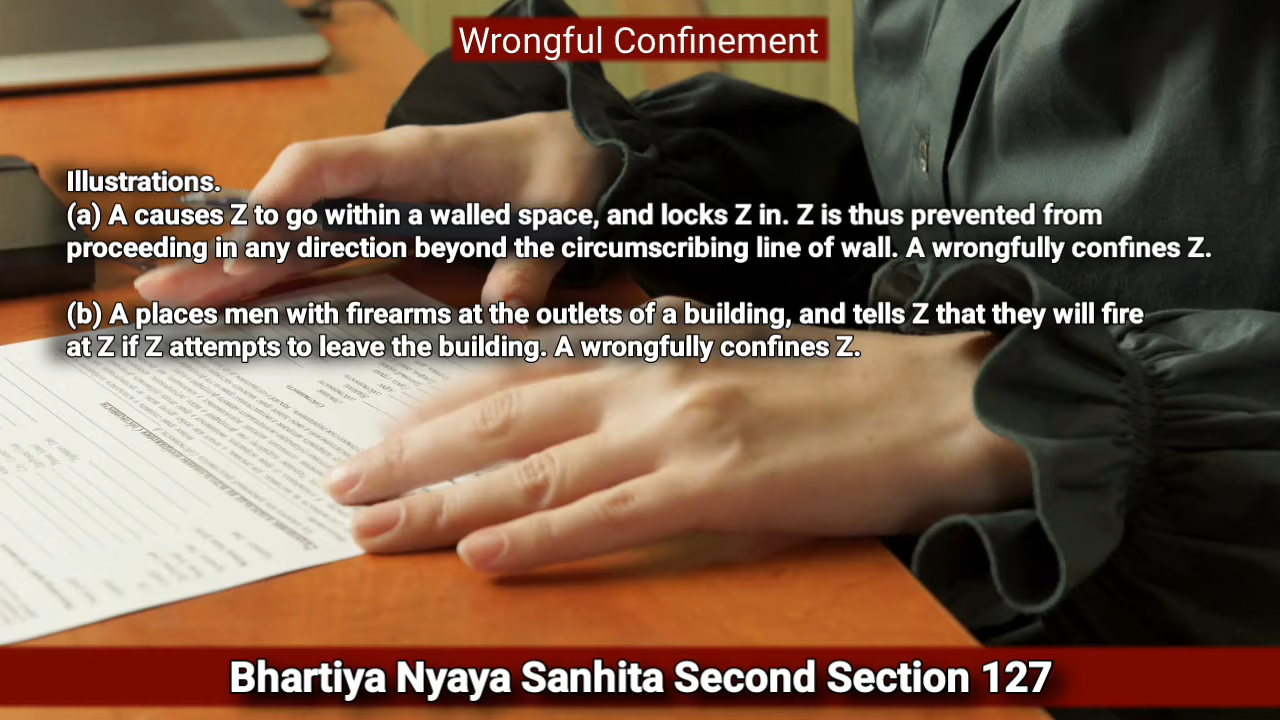 Wrongful Confinement
Illustrations.
(a) A causes Z to go within a walled space, and locks Z in. Z is thus prevented from
proceeding in any direction beyond the circumscribing line of wall. A wrongfully confines Z.
(b) A places men with firearms at the outlets of a building, and tells Z that they will fire
at Z if Z attempts to leave the building. A wrongfully confines Z.
Bhartiya Nyaya Sanhita Second Section 127